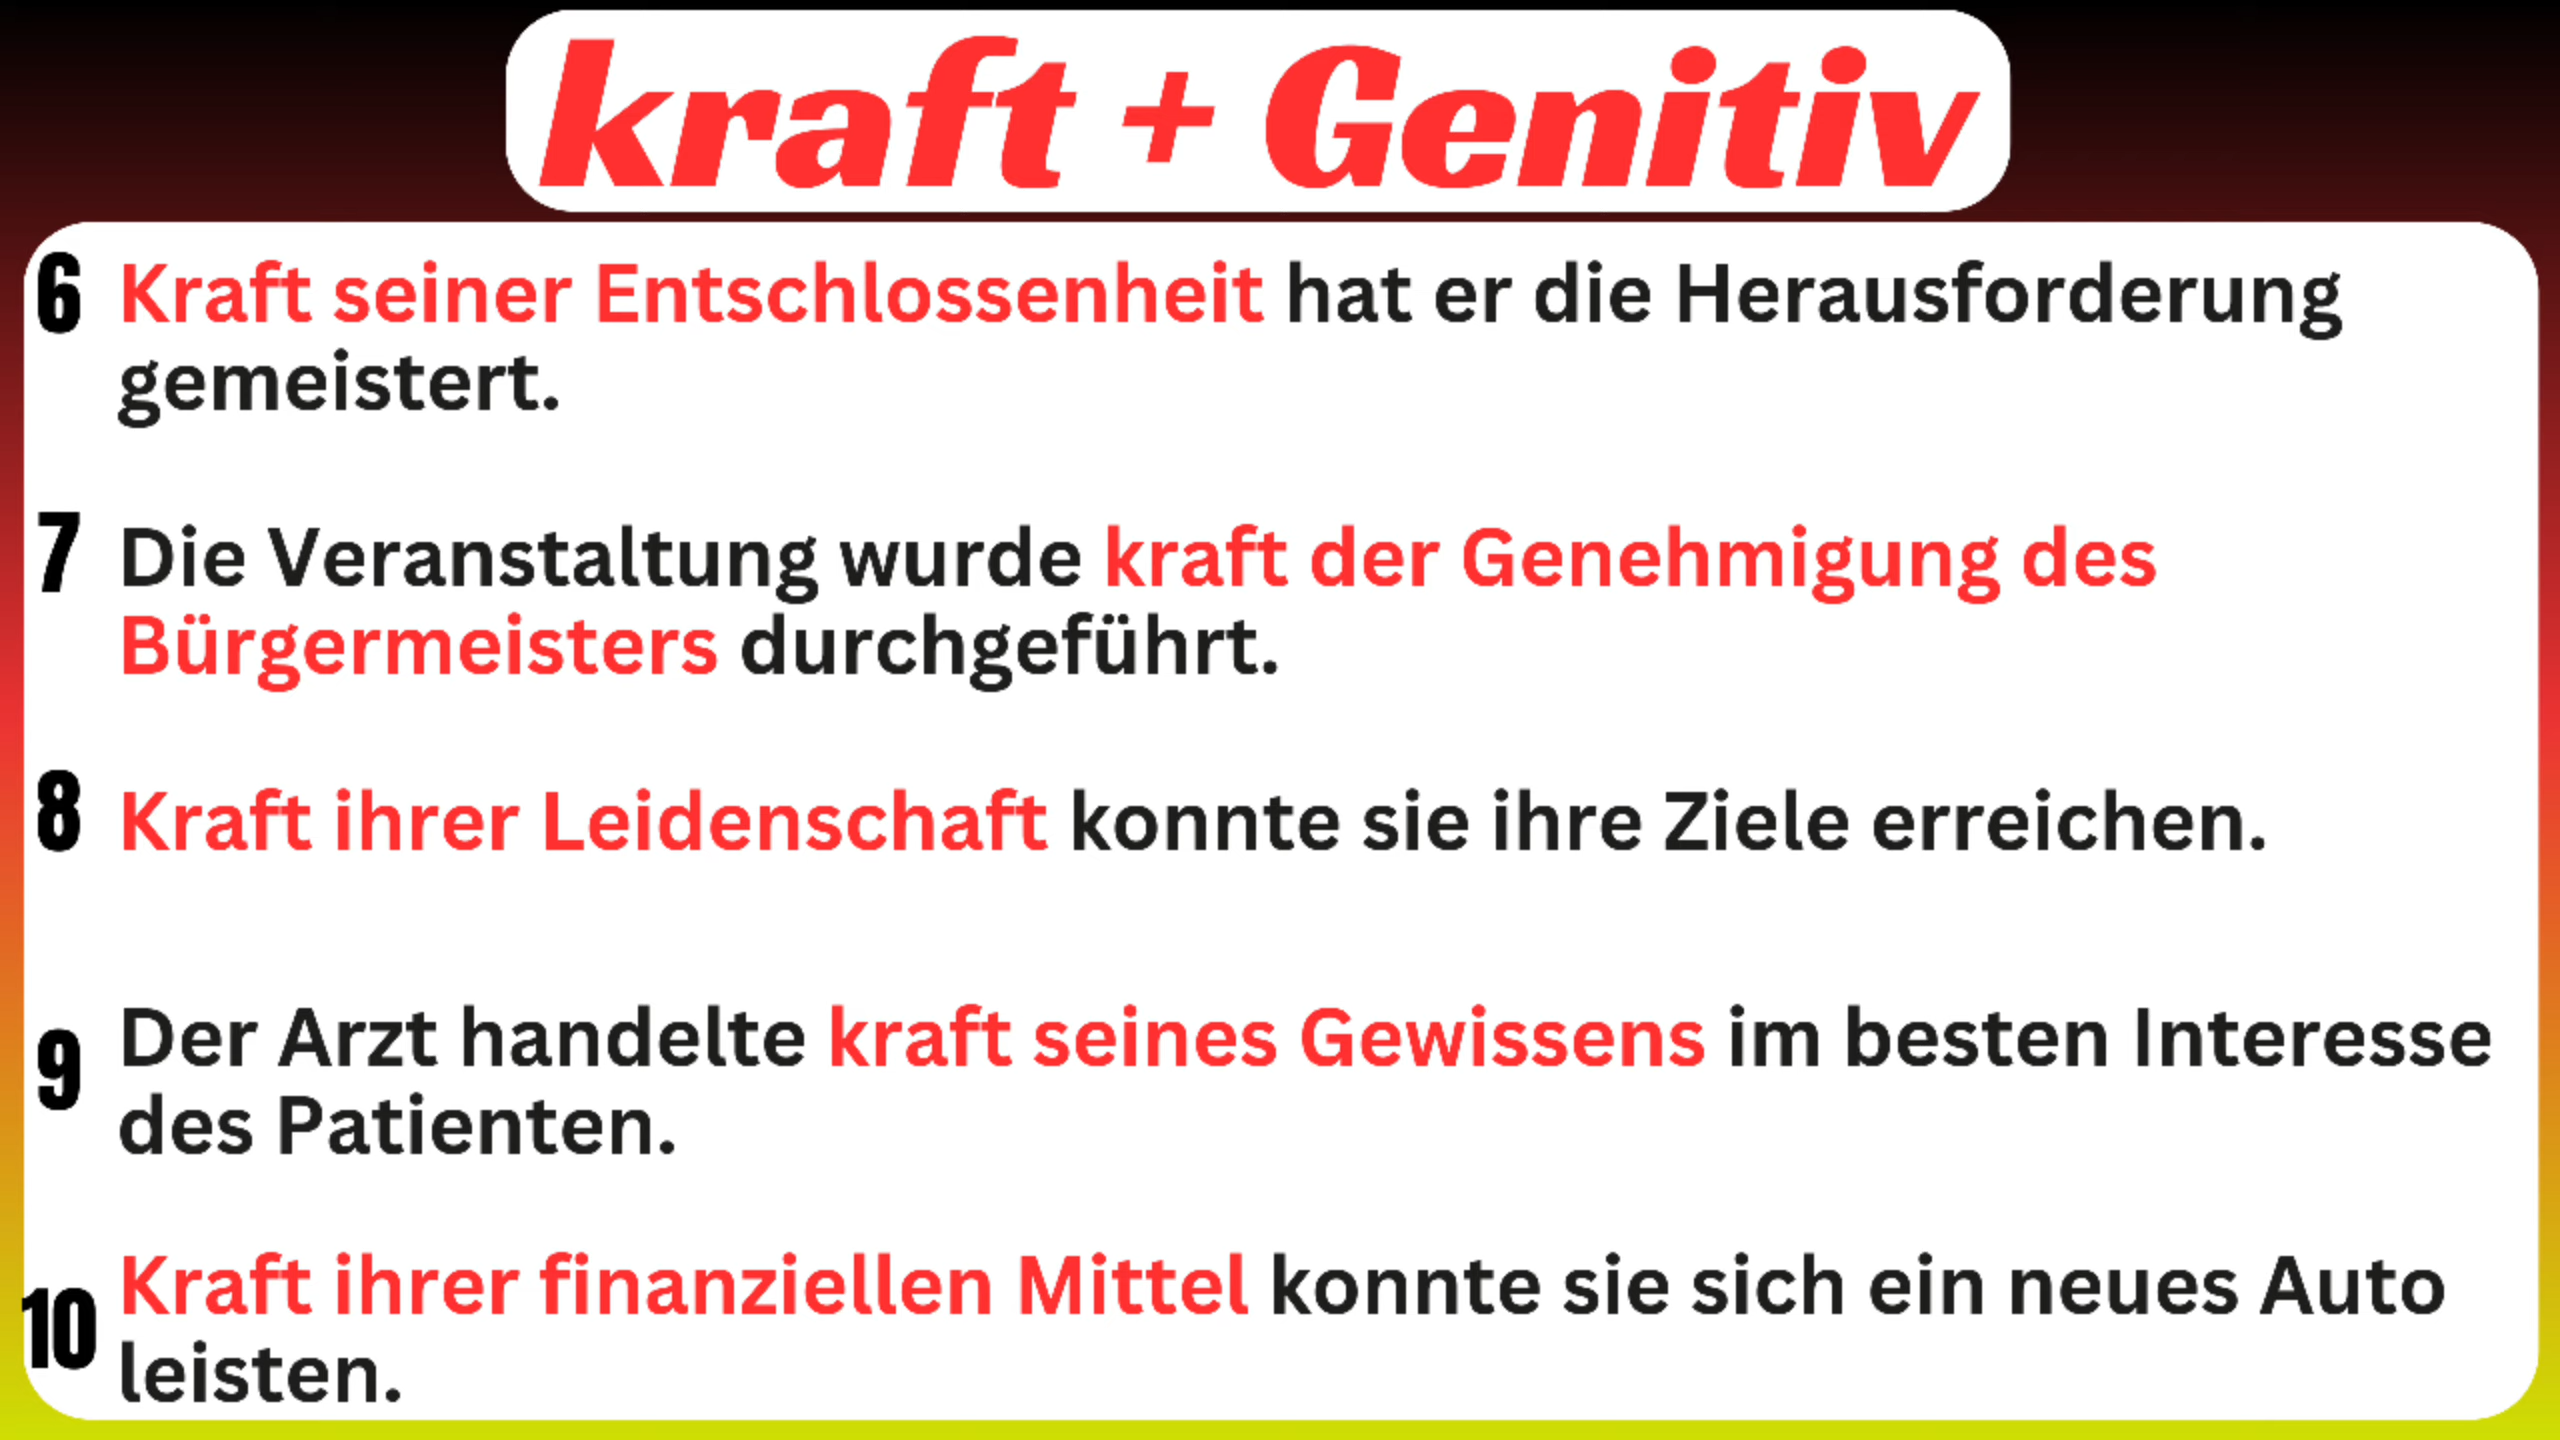 kraft + Genitiv
6 Kraft seiner Entschlossenheit hat er die Herausforderung
gemeistert.
7 Die Veranstaltung wurde kraft der Genehmigung des
Bürgermeisters durchgeführt.
8 Kraft ihrer Leidenschaft konnte sie ihre Ziele erreichen.
9 Der Arzt handelte kraft seines Gewissens im besten Interesse
des Patienten.
10 Kraft ihrer finanziellen Mittel konnte sie sich ein neues Auto
leisten.